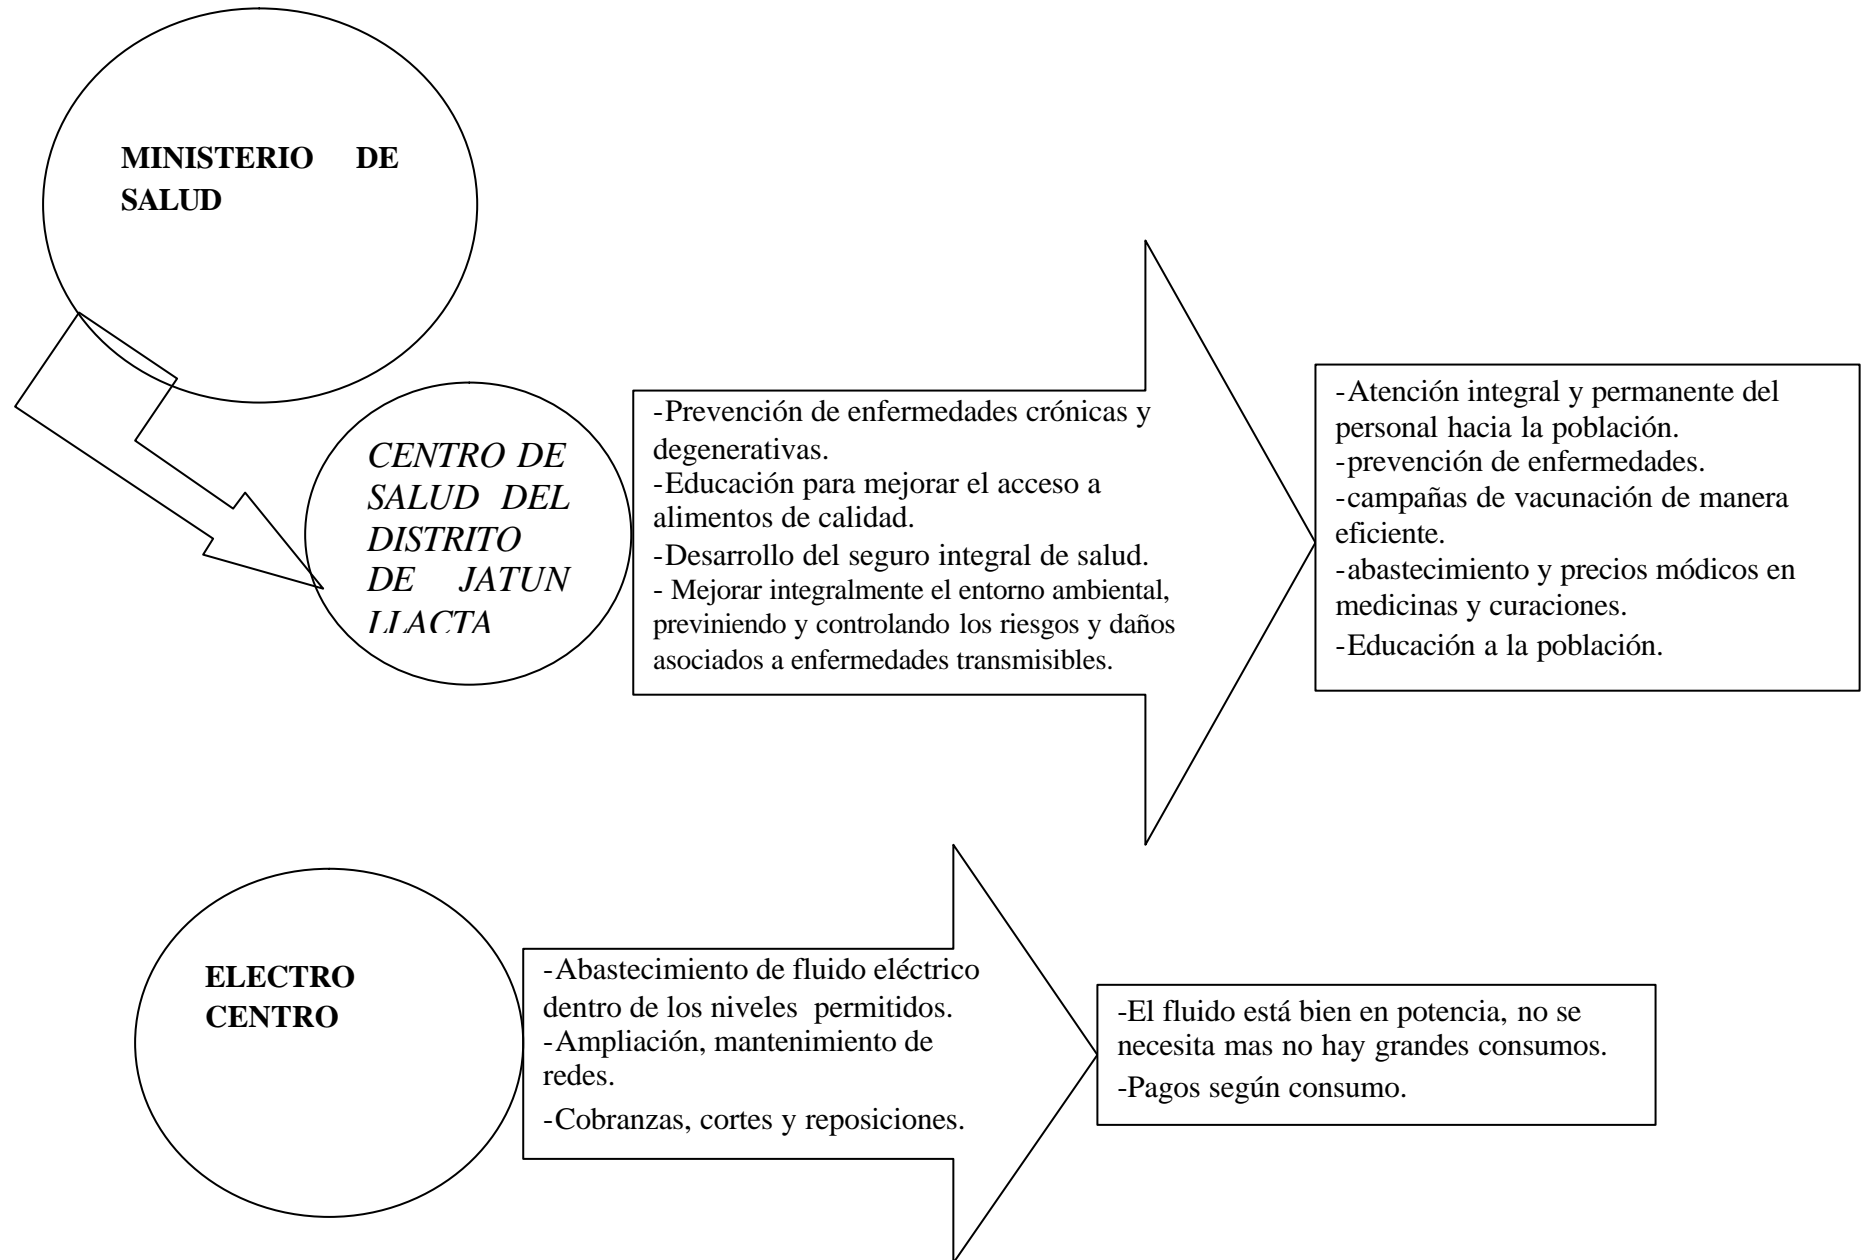 MINISTERIO DE
SALUD
CENTRO DE
SALUD DEL
DISTRITO
DE JATUN
LLACTA
-Prevención de enfermedades crónicas y
degenerativas.
-Educación para mejorar el acceso a
alimentos de calidad.
-Desarrollo del seguro integral de salud.
- Mejorar integralmente el entorno ambiental,
previniendo y controlando los riesgos y daños
asociados a enfermedades transmisibles.
-Atención integral y permanente del
personal hacia la población.
-prevención de enfermedades.
-campañas de vacunación de manera
eficiente.
-abastecimiento y precios módicos en
medicinas y curaciones.
-Educación a la población.
ELECTRO
CENTRO
-Abastecimiento de fluido eléctrico
dentro de los niveles permitidos.
-Ampliación, mantenimiento de
redes.
-Cobranzas, cortes y reposiciones.
-El fluido está bien en potencia, no se
necesita mas no hay grandes consumos.
-Pagos según consumo.